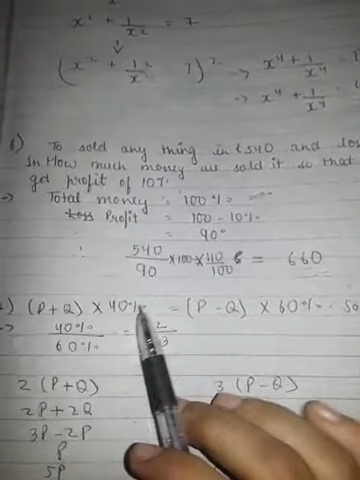 x² + 1/x² = 7
(x² + 1/x² 7)² → x⁴ + 1/x⁴
→ x⁴ + 1/x⁴
6) To sold any thing in ₹540 and
In How much money we sold it so that
get profit of 10%.
→ Total money = 100%
Profit = 100 - 10%
= 90%
∴ 540/90 × 100 × 110/100 = 660
(P + Q) × 40% = (P - Q) × 60%.
→ 40%/60% = 2/3
2 (P + Q) 3 (P - Q)
2P + 2Q
3P - 2P
P
5P